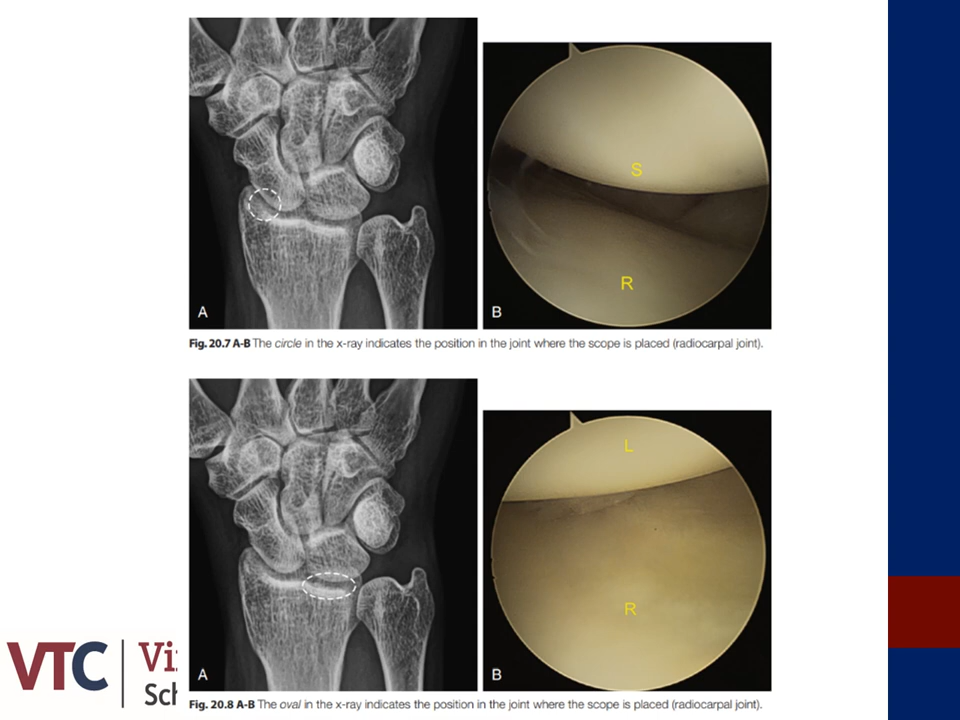 S
R
A
B
Fig. 20.7 A-B The circle in the x-ray indicates the position in the joint where the scope is placed (radiocarpal joint).
L
R
A
B
Fig. 20.8 A-B The oval in the x-ray indicates the position in the joint where the scope is placed (radiocarpal joint).
VTC
Vi
Sch